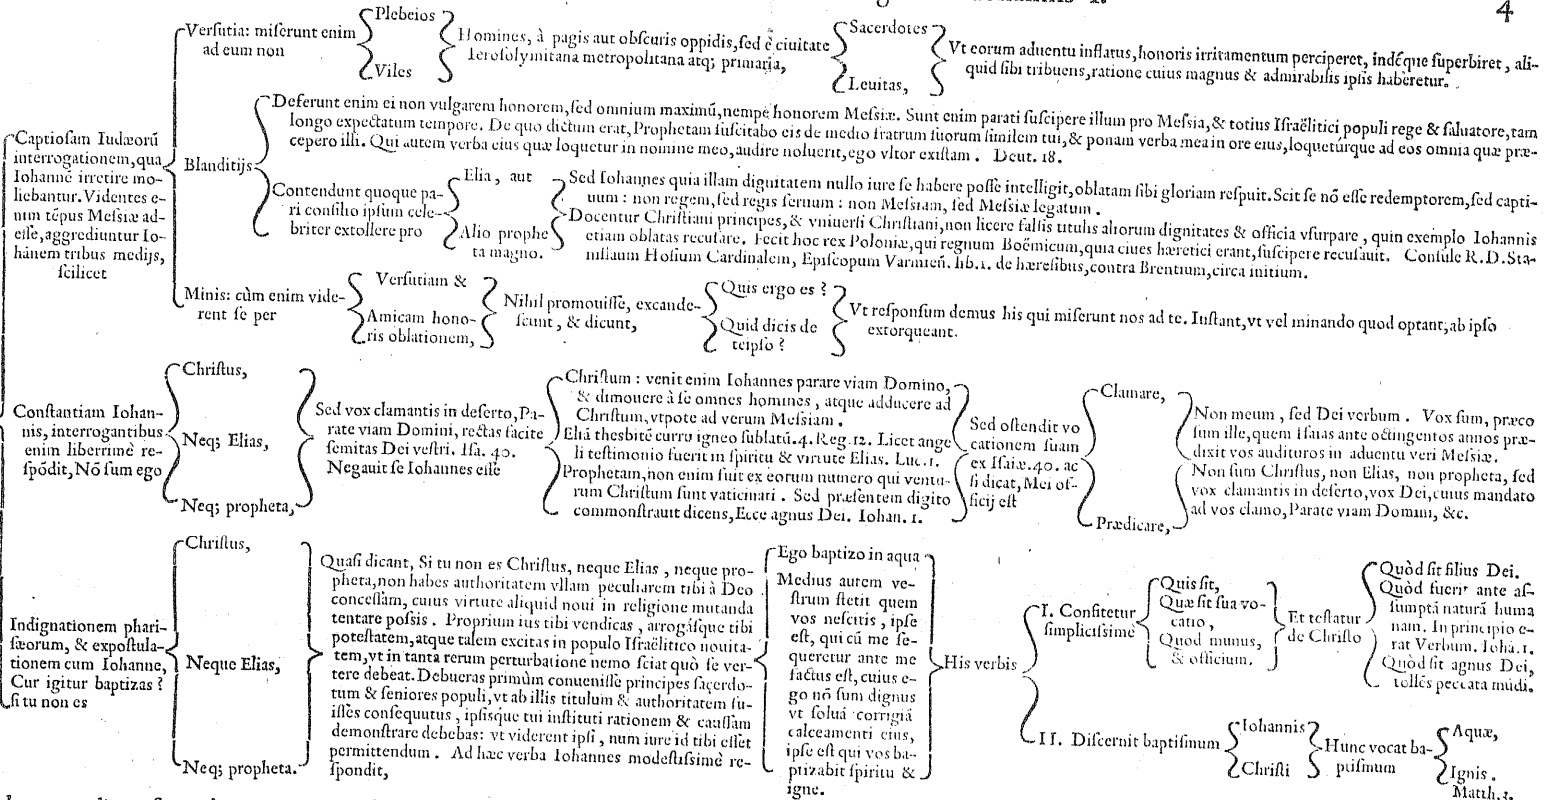 4
Captiosam Iudæorũ
interrogationem, qua
Iohannẽ irretire mo-
liebantur. Videntes e-
nim tẽpus Messiæ ad-
esse, aggrediuntur Io-
hánem tribus medijs,
scilicet
Versutia: miserunt enim
ad eum non
Plebeios
Viles
Homines, à pagis aut obscuris oppidis, sed è ciuitate
Ierosolymitana metropolitana atq; primaria,
Sacerdotes
Leuitas,
Vt eorum aduentu inflatus, honoris irritamentum perciperet, indéque superbiret, ali-
quid sibi tribuens, ratione cuius magnus & admirabilis ipsis haberetur.
Blanditijs
Deferunt enim ei non vulgarem honorem, sed omnium maximũ, nempè honorem Messiæ. Sunt enim parati suscipere illum pro Messia, & totius Israëlitici populi rege & saluatore, tam
longo expectatum tempore. De quo dictum erat, Prophetam suscitabo eis de medio fratrum suorum similem tui, & ponam verba mea in ore eius, loquetúrque ad eos omnia quæ præ-
cepero illi. Qui autem verba eius quæ loquetur in nomine meo, audire noluerit, ego vltor existam. Deut. 18.
Contendunt quoque pa-
ri consilio ipsum cele-
briter extollere pro
Elia, aut
Alio prophe
ta magno.
Sed Iohannes quia illam dignitatem nullo iure se habere posse intelligit, oblatam sibi gloriam respuit. Scit se nõ esse redemptorem, sed capti-
uum: non regem, sed regis seruum: non Messiam, sed Messiæ legatum.
Docentur Christiani principes, & vniuersi Christiani, non licere falsis titulis aliorum dignitates & officia vsurpare, quin exemplo Iohannis
etiam oblatas recusare. Fecit hoc rex Poloniæ, qui regnum Boëmicum, quia ciues hæretici erant, suscipere recusauit. Consule R. D. Sta-
nislaum Hosium Cardinalem, Episcopum Varmień. lib. 1. de hæresibus, contra Brentium, circa initium.
Minis: cùm enim vide-
rent se per
Versutiam &
Amicam hono-
ris oblationem,
Nihil promouisse, excande-
scunt, & dicunt,
Quis ergo es?
Quid dicis de
teipso?
Vt responsum demus his qui miserunt nos ad te. Instant, vt vel minando quod optant, ab ipso
extorqueant.
Constantiam Iohan-
nis, interrogantibus
enim liberrimè re-
spõdit, Nõ sum ego
Christus,
Neq; Elias,
Neq; propheta,
Sed vox clamantis in deserto, Pa-
rate viam Domini, rectas facite
semitas Dei vestri. Isa. 40.
Negauit se Iohannes esse
Christum: venit enim Iohannes parare viam Domino,
& dimouere à se omnes homines, atque adducere ad
Christum, vtpote ad verum Messiam.
Eliã thesbitẽ curru igneo sublatũ. 4. Reg. 12. Licet ange
li testimonio fuerit in spiritu & virtute Elias. Luc. 1.
Prophetam, non enim fuit ex eorum numero qui ventu-
rum Christum sunt vaticinari. Sed præsentem digito
commonstrauit dicens, Ecce agnus Dei. Iohan. 1.
Sed ostendit vo
cationem suam
ex Isaiæ. 40. ac
si dicat, Mei of-
ficij est
Clamare,
Prædicare,
Non meum, sed Dei verbum. Vox sum, præco
sum ille, quem Isaias ante octingentos annos præ-
dixit vos audituros in aduentu veri Messiæ.
Non sum Christus, non Elias, non propheta, sed
vox clamantis in deserto, vox Dei, cuius mandato
ad vos clamo, Parate viam Domini, &c.
Indignationem phari-
sæorum, & expostula-
tionem cum Iohanne,
Cur igitur baptizas?
si tu non es
Christus,
Neque Elias,
Neq; propheta.
Quasi dicant, Si tu non es Christus, neque Elias, neque pro-
pheta, non habes authoritatem vllam peculiarem tibi à Deo
concessam, cuius virtute aliquid noui in religione mutanda
tentare possis. Proprium ius tibi vendicas, arrogásque tibi
potestatem, atque talem excitas in populo Israëlitico nouita-
tem, vt in tanta rerum perturbatione nemo sciat quò se ver-
tere debeat. Debueras primùm conuenisse principes sacerdo-
tum & seniores populi, vt ab illis titulum & authoritatem fu-
isses consequutus, ipsisque tui instituti rationem & caussam
demonstrare debebas: vt viderent ipsi, num iure id tibi esset
permittendum. Ad hæc verba Iohannes modestissimè re-
spondit,
Ego baptizo in aqua
Medius autem ve-
strum stetit quem
vos nescitis, ipse
est, qui cũ me se-
queretur ante me
factus est, cuius e-
go nõ sum dignus
vt soluã corrigiã
calceamenti eius,
ipse est qui vos ba-
ptizabit spiritu &
igne.
His verbis
I. Confitetur
simplicissimè
Quis sit,
Quæ sit sua vo-
catio,
Quod munus,
& officium.
Et testatur
de Christo
Quòd sit filius Dei.
Quòd fuerit ante as-
sumptã naturã huma
nam. In principio e-
rat Verbum. Iohã. 1.
Quòd sit agnus Dei,
tollẽs peccata mũdi.
II. Discernit baptismum
Iohannis
Christi
Hunc vocat ba-
ptismum
Aquæ,
Ignis.
Matth. 3.